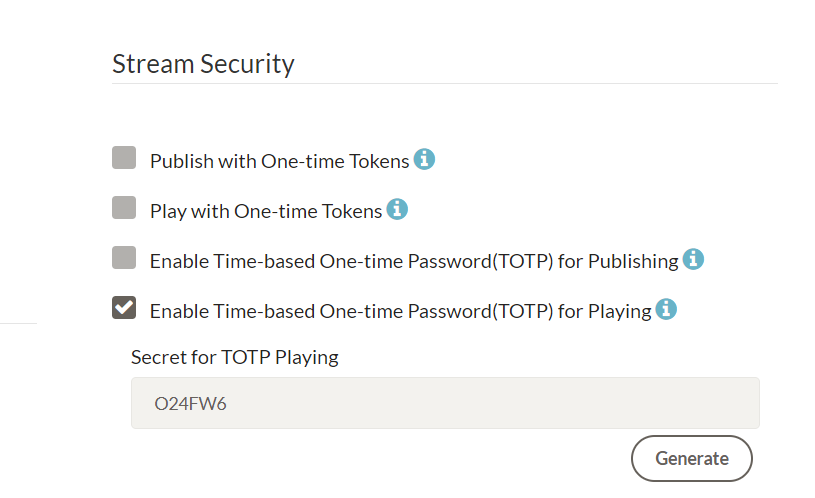 Stream Security
Publish with One-time Tokens
Play with One-time Tokens
Enable Time-based One-time Password(TOTP) for Publishing
Enable Time-based One-time Password(TOTP) for Playing
Secret for TOTP Playing
O24FW6
Generate